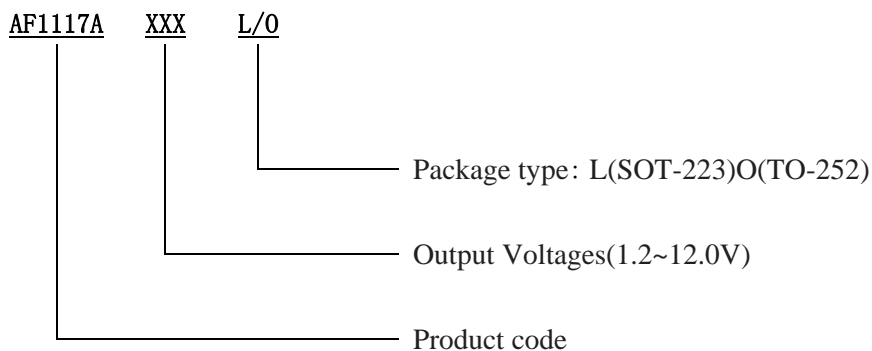 AF1117A XXX L/O
Package type: L(SOT-223)O(TO-252)
Output Voltages(1.2~12.0V)
Product code